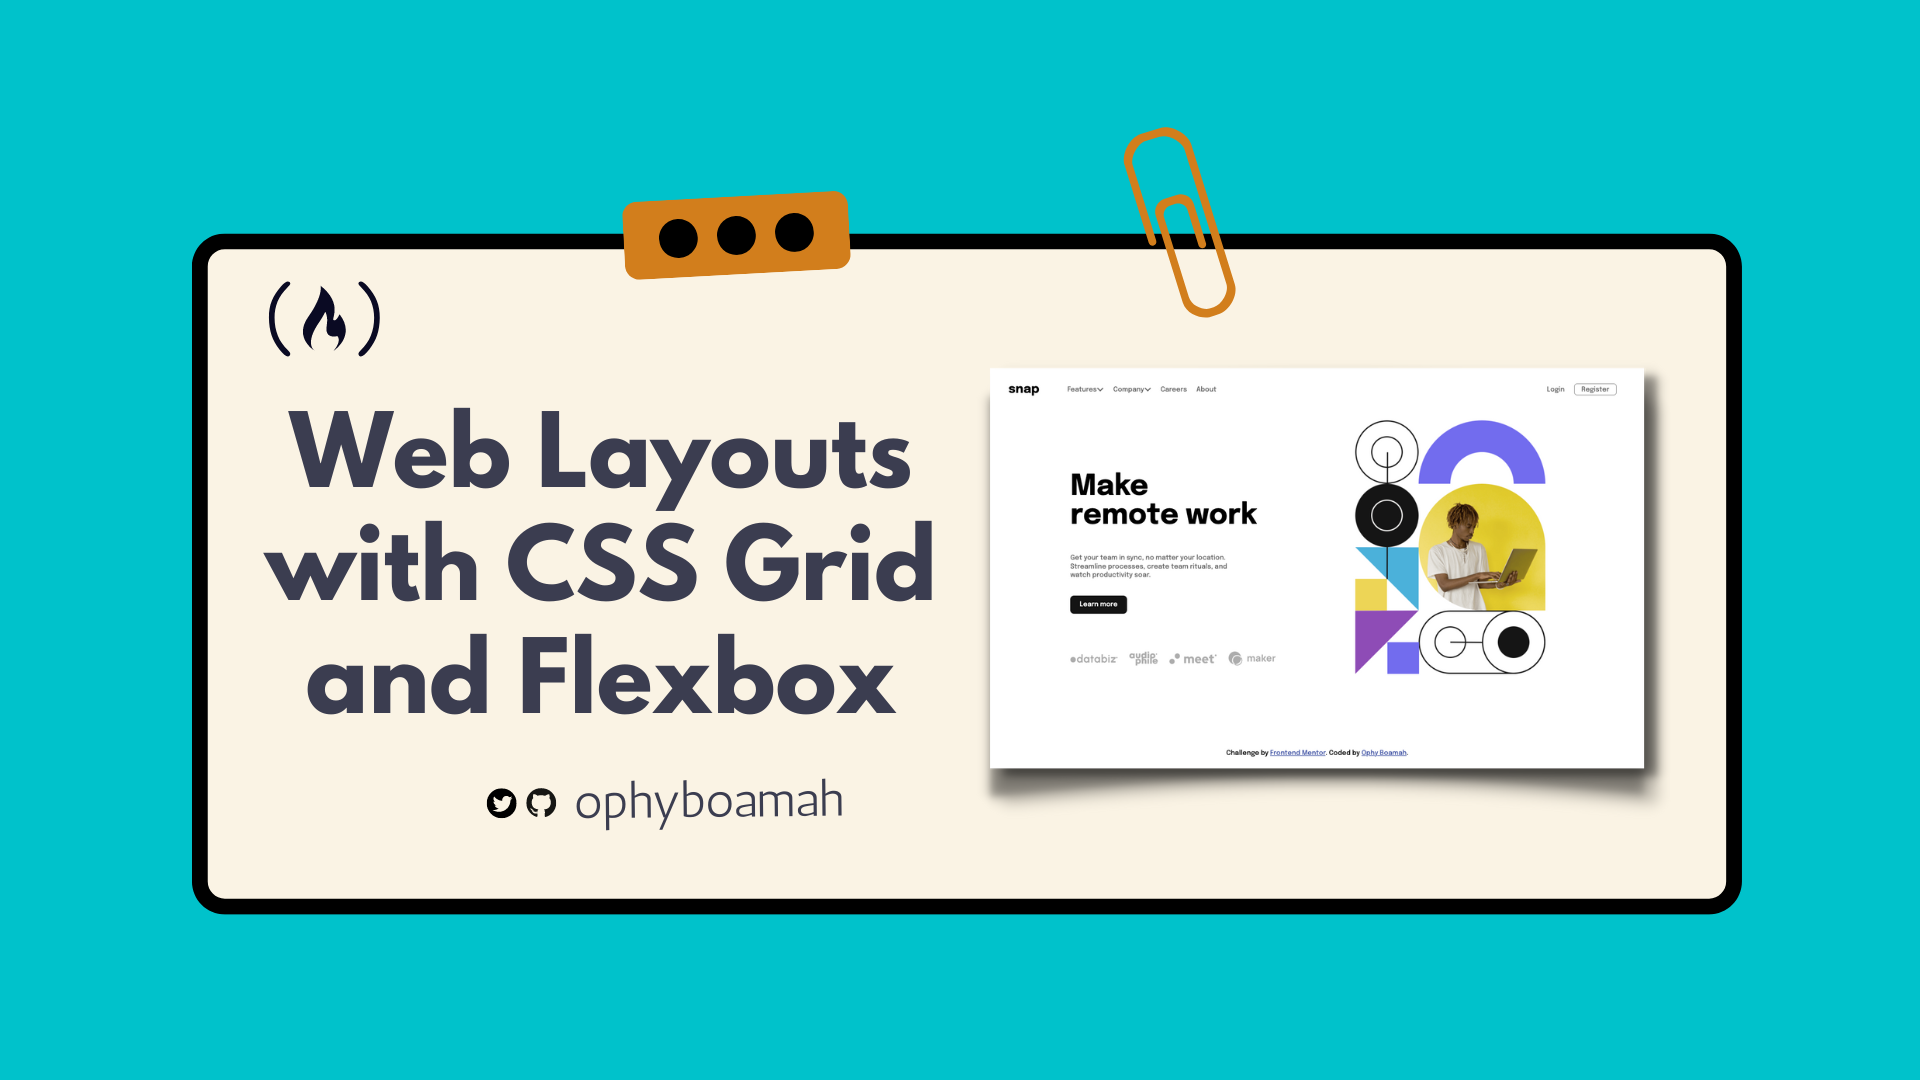 Web Layouts
with CSS Grid
and Flexbox
ophyboamah
snap Features Company Careers About Login Register
Make
remote work
Get your team in sync, no matter your location.
Streamline processes, create team rituals, and
watch productivity soar.
Learn more
databiz audiophile meet maker
Challenge by Frontend Mentor. Coded by Ophy Boamah.